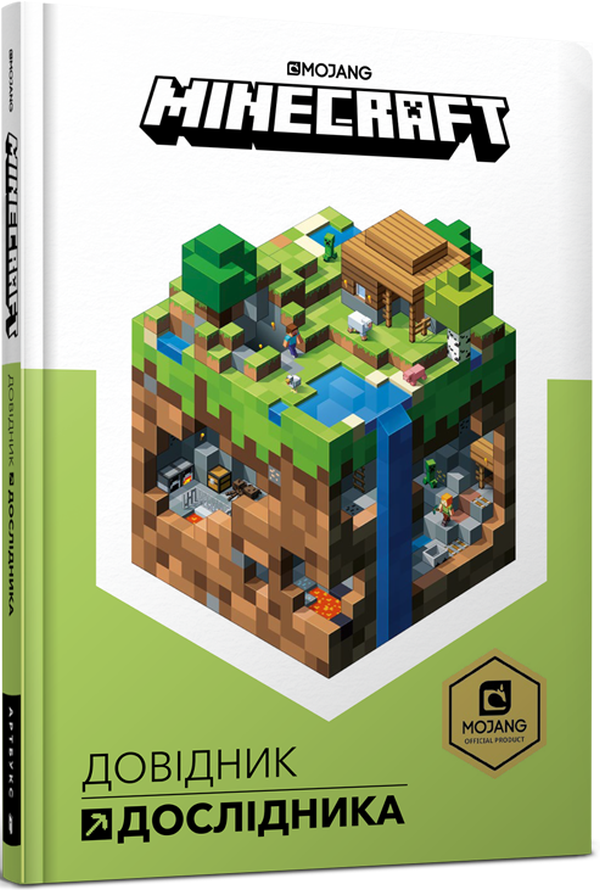 MOJANG
MINECRAFT
ДОВІДНИК
ДОСЛІДНИКА
MOJANG
OFFICIAL PRODUCT
MOJANG
MINECRAFT
ДОВІДНИК ДОСЛІДНИКА
АРТБУКС